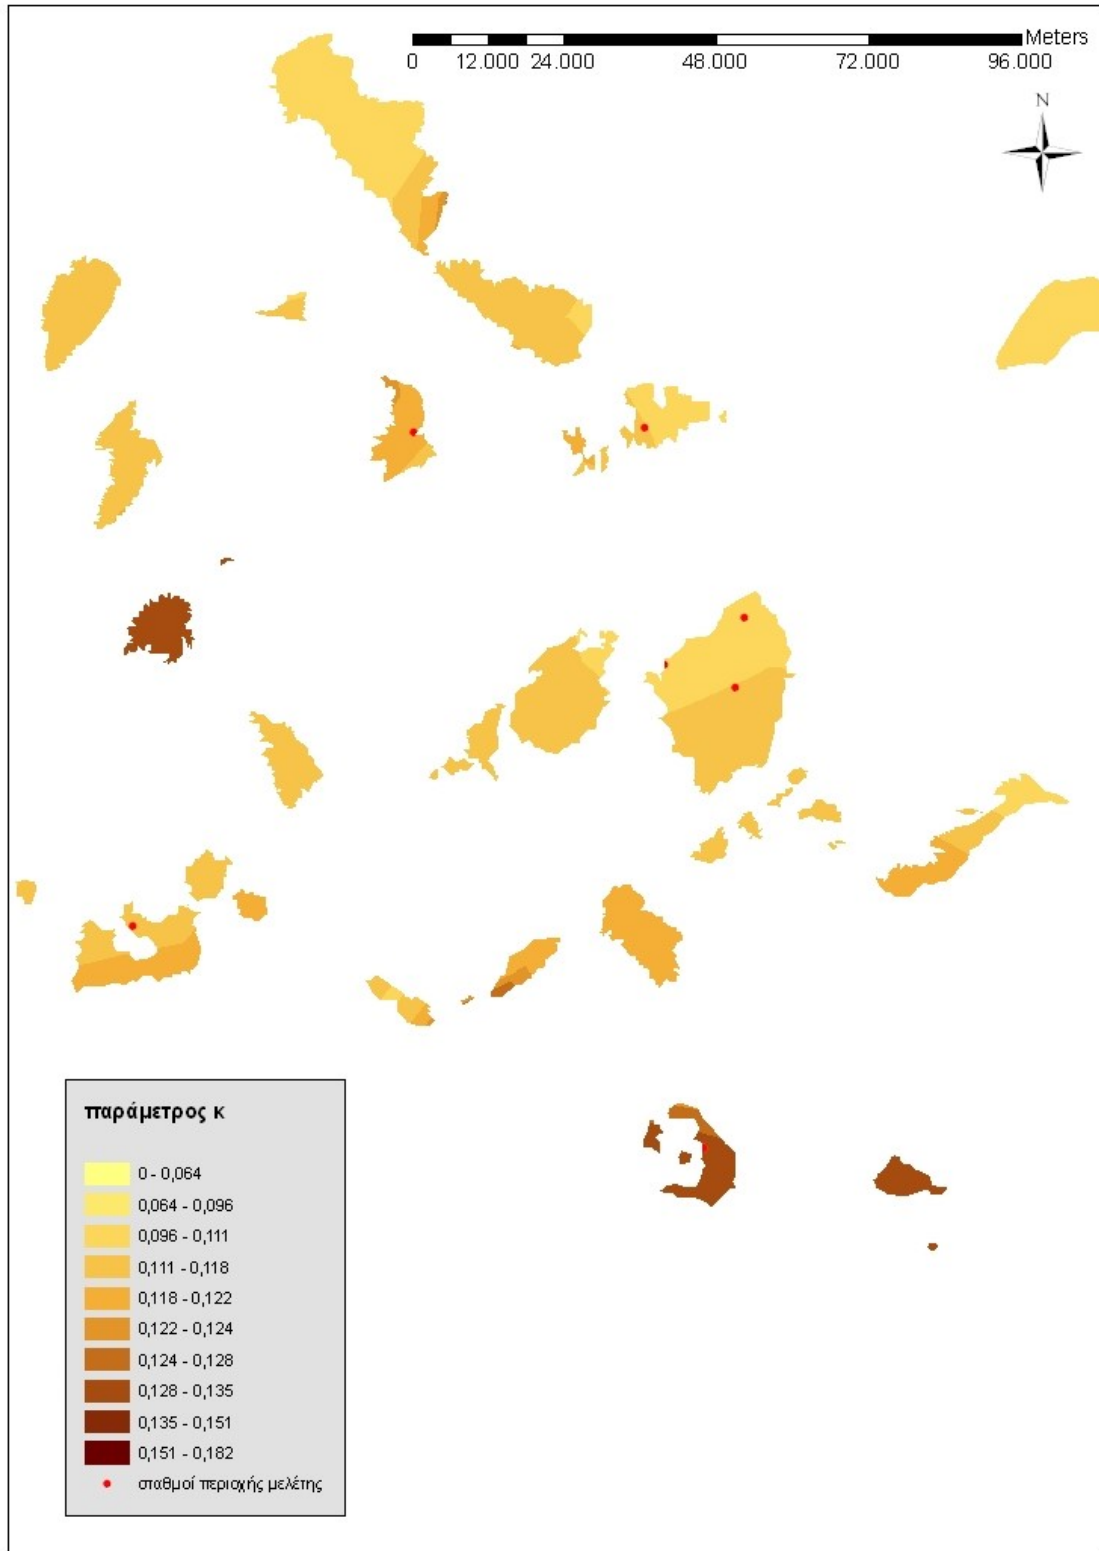 Meters
0 12.000 24.000 48.000 72.000 96.000
N
παράμετρος κ
0 - 0,064
0,064 - 0,096
0,096 - 0,111
0,111 - 0,118
0,118 - 0,122
0,122 - 0,124
0,124 - 0,128
0,128 - 0,135
0,135 - 0,151
0,151 - 0,182
σταθμοί περιοχής μελέτης